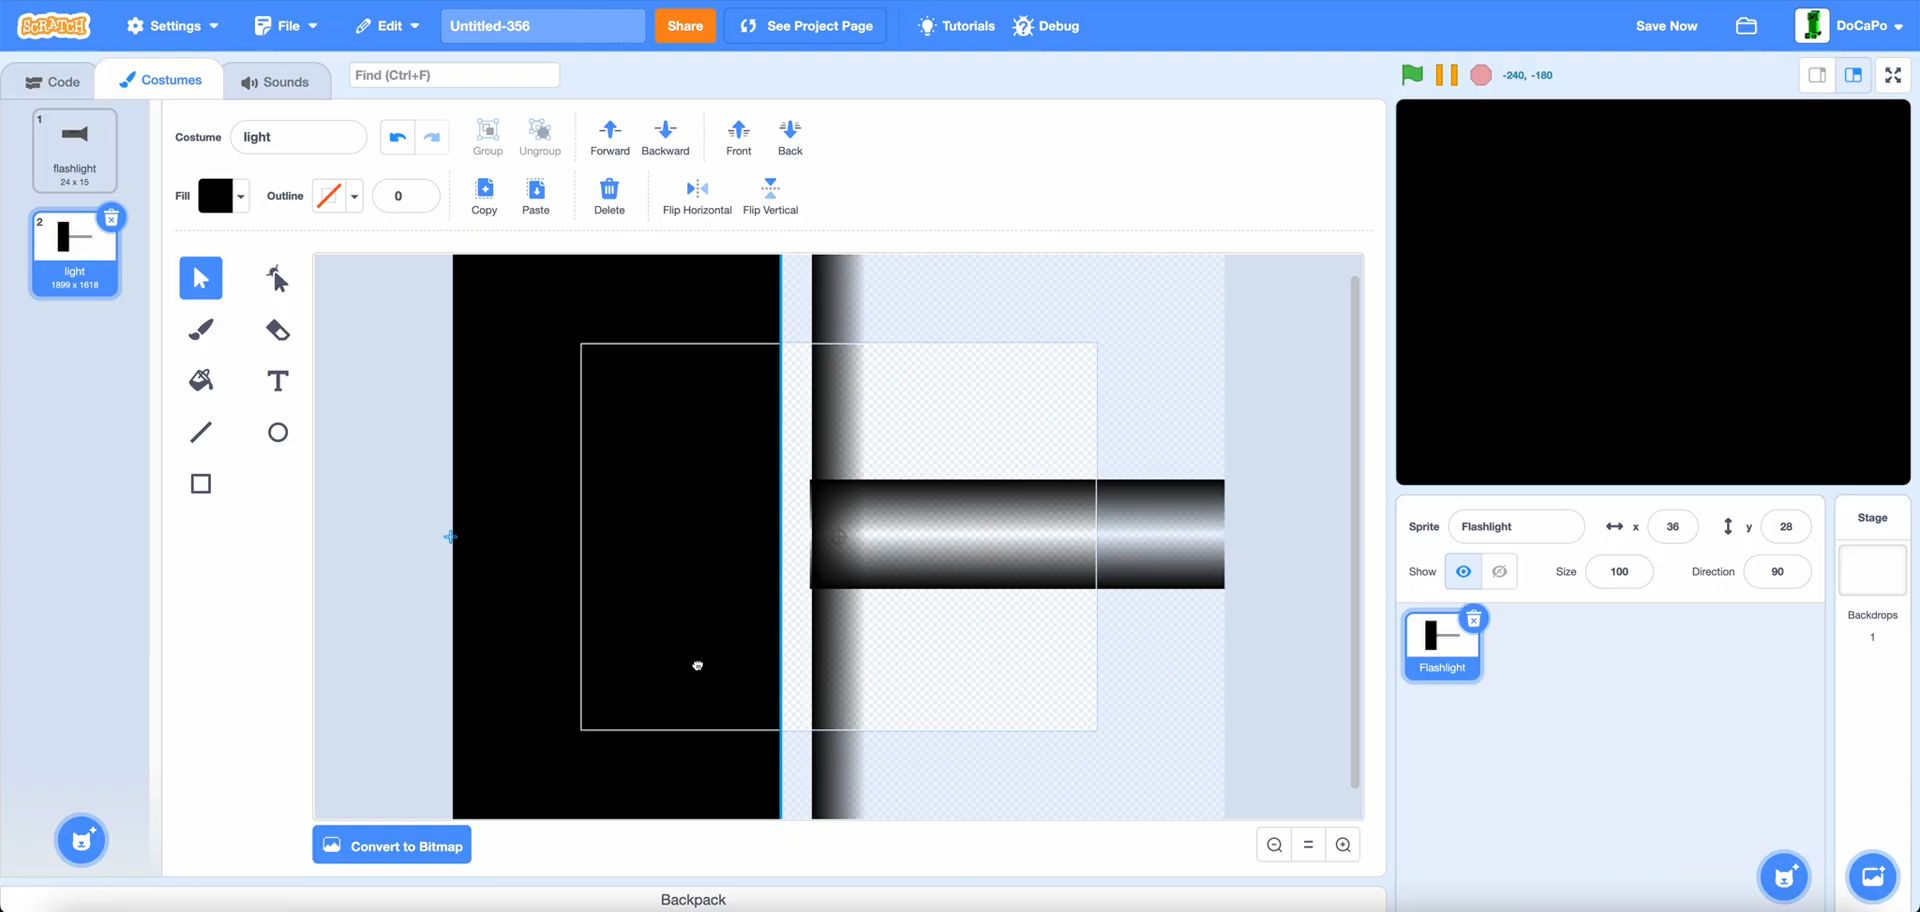 SCRATCH
Settings
File
Edit
Untitled-356
Share
See Project Page
Tutorials
Debug
Save Now
DoCaPo
Code
Costumes
Sounds
Find (Ctrl+F)
-240, -180
1
flashlight
24 x 15
2
light
1899 x 1618
Costume
light
Group
Ungroup
Forward
Backward
Front
Back
Fill
Outline
0
Copy
Paste
Delete
Flip Horizontal
Flip Vertical
T
Convert to Bitmap
Backpack
Sprite
Flashlight
x
36
y
28
Show
Size
100
Direction
90
Flashlight
Stage
Backdrops
1